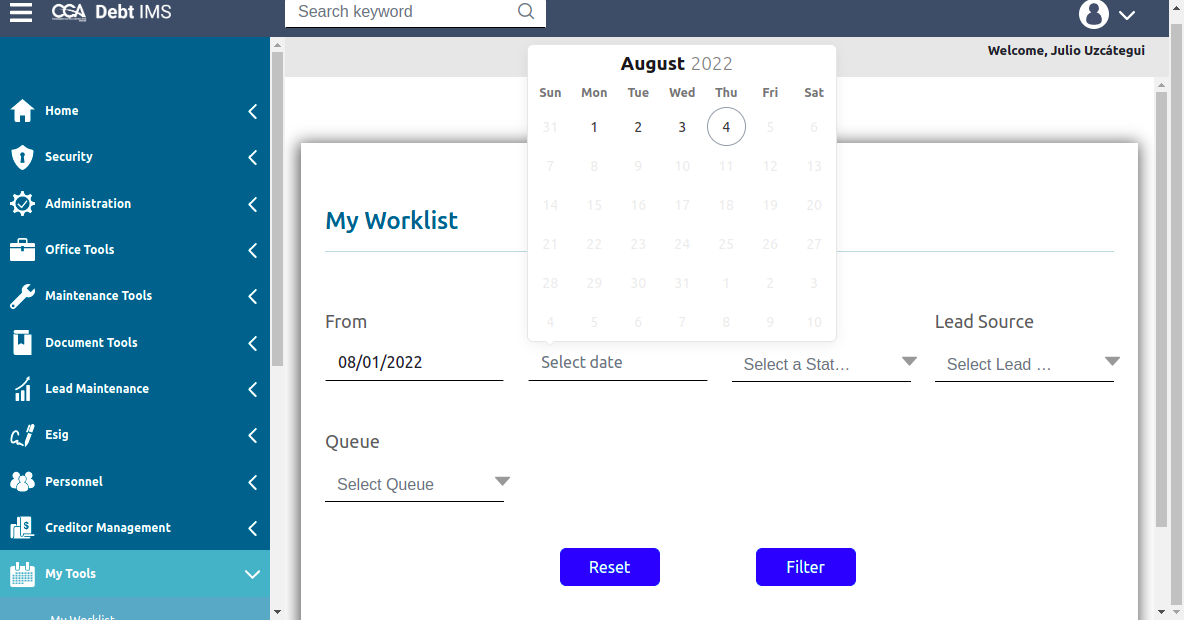 CGA Debt IMS
Search keyword
Welcome, Julio Uzcátegui
Home
Security
Administration
Office Tools
Maintenance Tools
Document Tools
Lead Maintenance
Esig
Personnel
Creditor Management
My Tools
My Worklist
August 2022
Sun Mon Tue Wed Thu Fri Sat
31 1 2 3 4 5 6
7 8 9 10 11 12 13
14 15 16 17 18 19 20
21 22 23 24 25 26 27
28 29 30 31 1 2 3
4 5 6 7 8 9 10
My Worklist
From
Lead Source
08/01/2022
Select date
Select a Stat…
Select Lead …
Queue
Select Queue
Reset
Filter